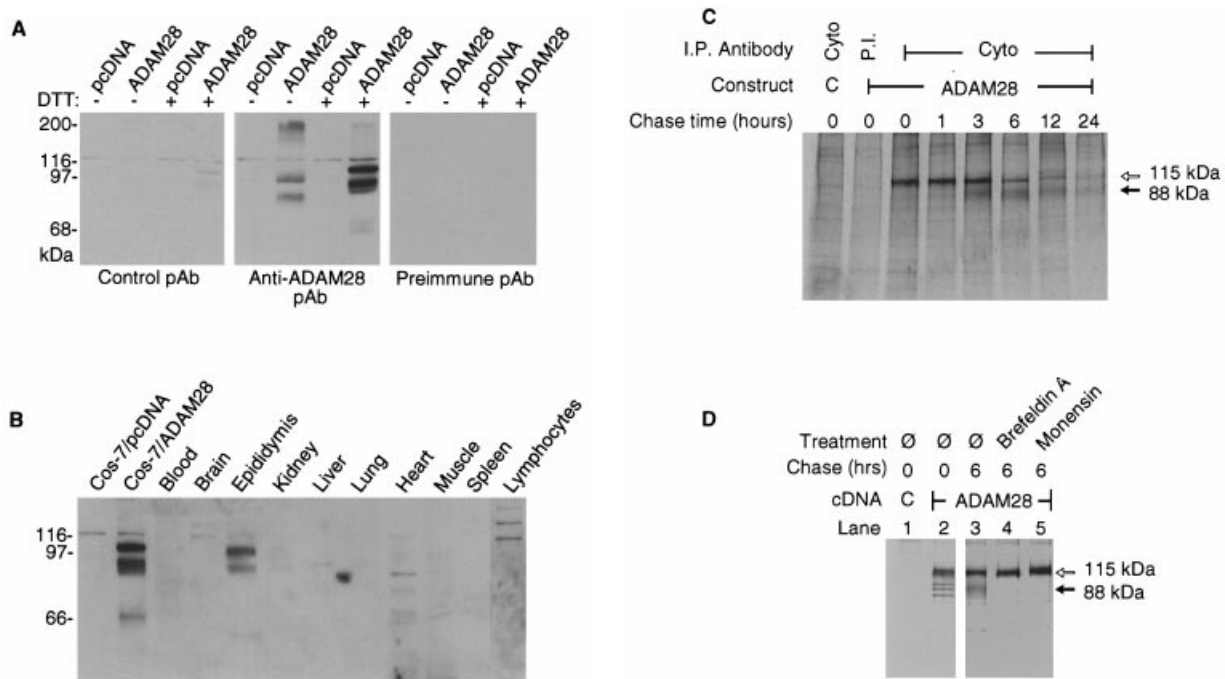 A
pcDNA ADAM28 pcDNA ADAM28 pcDNA ADAM28 pcDNA ADAM28 pcDNA ADAM28 pcDNA ADAM28
DTT: - - + + - - + + - - + +
200-
116-
97-
68-
kDa
Control pAb
Anti-ADAM28 pAb
Preimmune pAb
B
Cos-7/pcDNA Cos-7/ADAM28 Blood Brain Epididymis Kidney Liver Lung Heart Muscle Spleen Lymphocytes
116-
97-
66-
C
I.P. Antibody Cyto P.I. Cyto
Construct C ADAM28
Chase time (hours) 0 0 0 1 3 6 12 24
115 kDa
88 kDa
D
Treatment Ø Ø Ø Brefeldin A Monensin
Chase (hrs) 0 0 6 6 6
cDNA C ADAM28
Lane 1 2 3 4 5
115 kDa
88 kDa